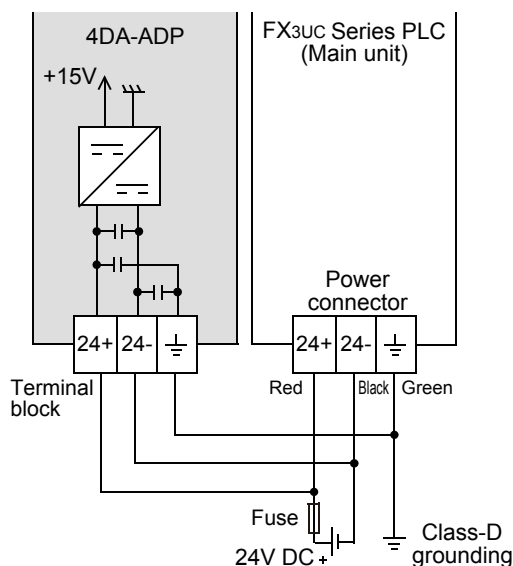 4DA-ADP
FX3UC Series PLC
(Main unit)
+15V
Power
connector
24+ 24-
24+ 24-
Terminal
block
Red Black Green
Fuse
24V DC +
Class-D
grounding